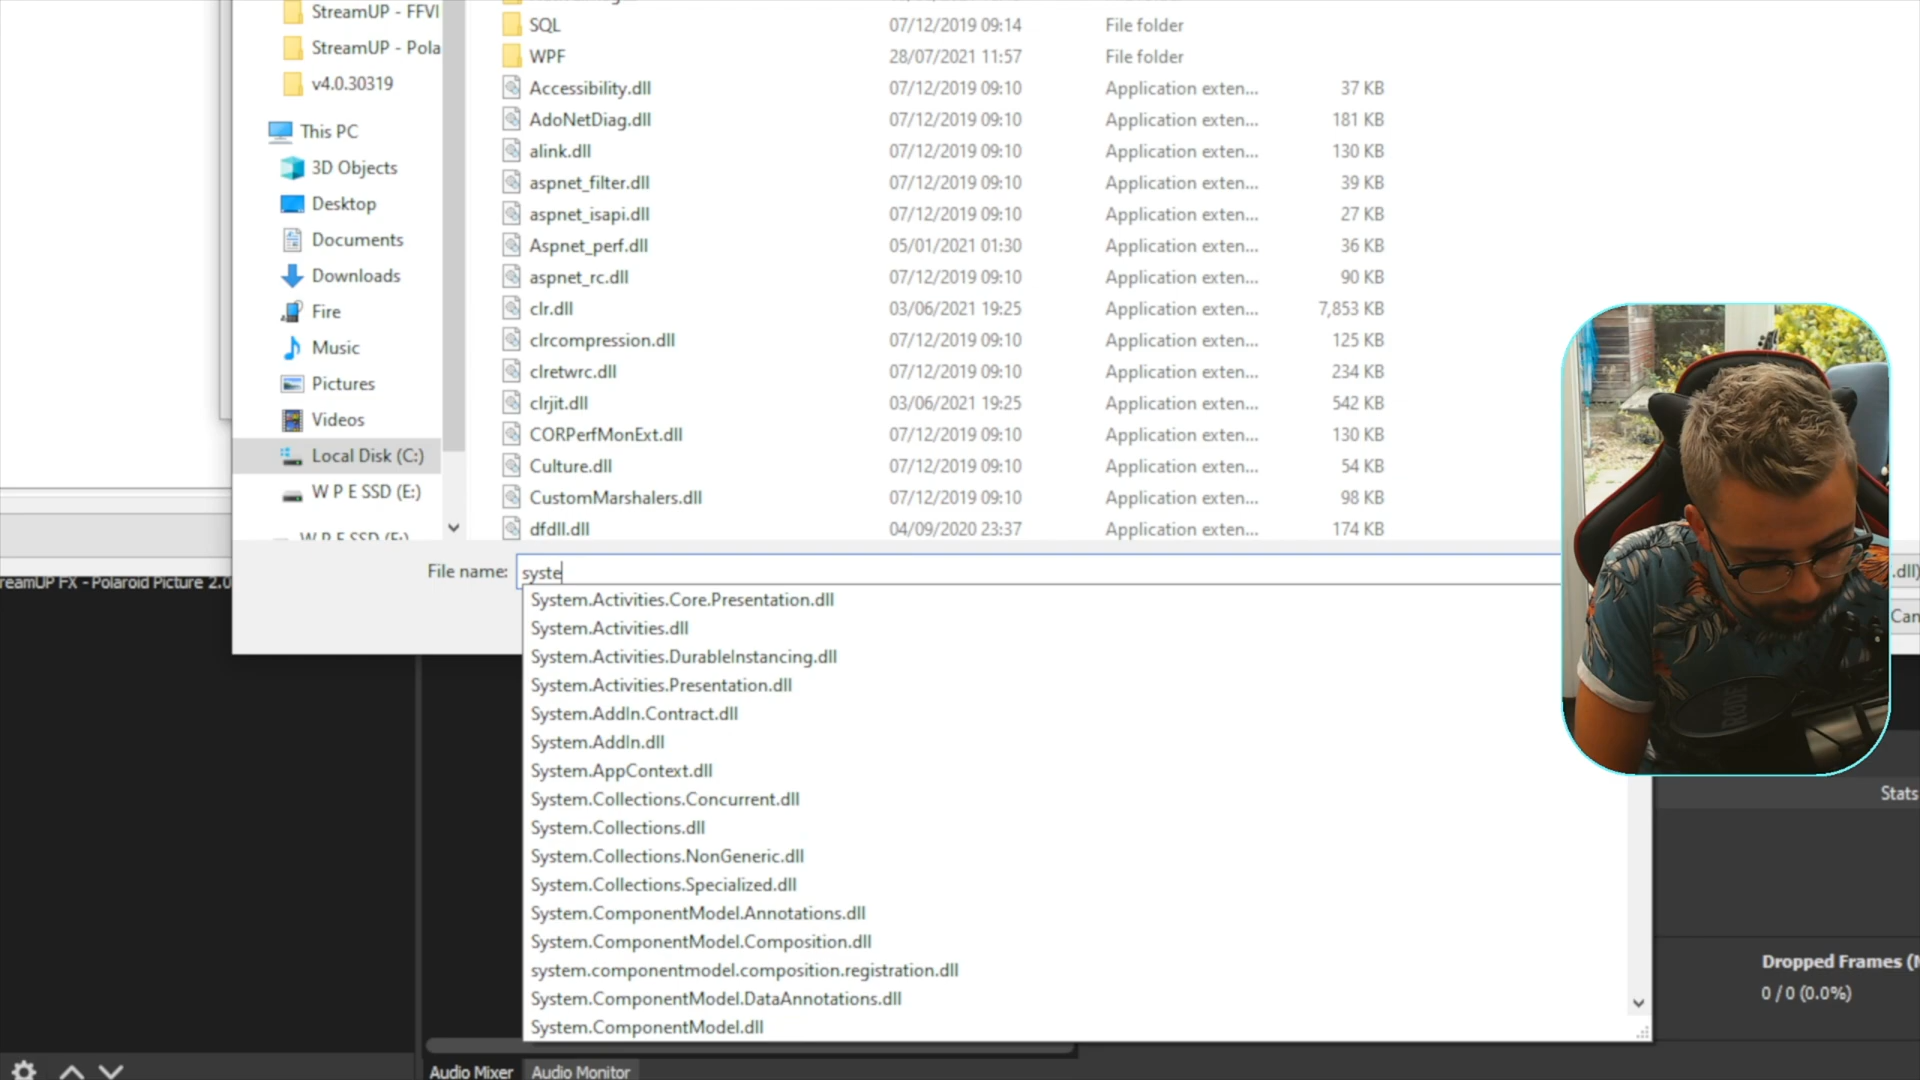 StreamUP - FFVI
StreamUP - Pola
v4.0.30319
This PC
3D Objects
Desktop
Documents
Downloads
Fire
Music
Pictures
Videos
Local Disk (C:)
W P E SSD (E:)
W P E SSD (E:)
SQL 07/12/2019 09:14 File folder
WPF 28/07/2021 11:57 File folder
Accessibility.dll 07/12/2019 09:10 Application exten... 37 KB
AdoNetDiag.dll 07/12/2019 09:10 Application exten... 181 KB
alink.dll 07/12/2019 09:10 Application exten... 130 KB
aspnet_filter.dll 07/12/2019 09:10 Application exten... 39 KB
aspnet_isapi.dll 07/12/2019 09:10 Application exten... 27 KB
Aspnet_perf.dll 05/01/2021 01:30 Application exten... 36 KB
aspnet_rc.dll 07/12/2019 09:10 Application exten... 90 KB
clr.dll 03/06/2021 19:25 Application exten... 7,853 KB
clrcompression.dll 07/12/2019 09:10 Application exten... 125 KB
clretwrc.dll 07/12/2019 09:10 Application exten... 234 KB
clrjit.dll 03/06/2021 19:25 Application exten... 542 KB
CORPerfMonExt.dll 07/12/2019 09:10 Application exten... 130 KB
Culture.dll 07/12/2019 09:10 Application exten... 54 KB
CustomMarshalers.dll 07/12/2019 09:10 Application exten... 98 KB
dfdll.dll 04/09/2020 23:37 Application exten... 174 KB
File name: syste
.dll)
reamUP FX - Polaroid Picture 2.0
System.Activities.Core.Presentation.dll
Can
System.Activities.dll
System.Activities.DurableInstancing.dll
System.Activities.Presentation.dll
System.AddIn.Contract.dll
System.AddIn.dll
System.AppContext.dll
System.Collections.Concurrent.dll
System.Collections.dll
System.Collections.NonGeneric.dll
System.Collections.Specialized.dll
System.ComponentModel.Annotations.dll
System.ComponentModel.Composition.dll
system.componentmodel.composition.registration.dll
System.ComponentModel.DataAnnotations.dll
System.ComponentModel.dll
RODE
Stats
Dropped Frames (N
0 / 0 (0.0%)
Audio Mixer Audio Monitor